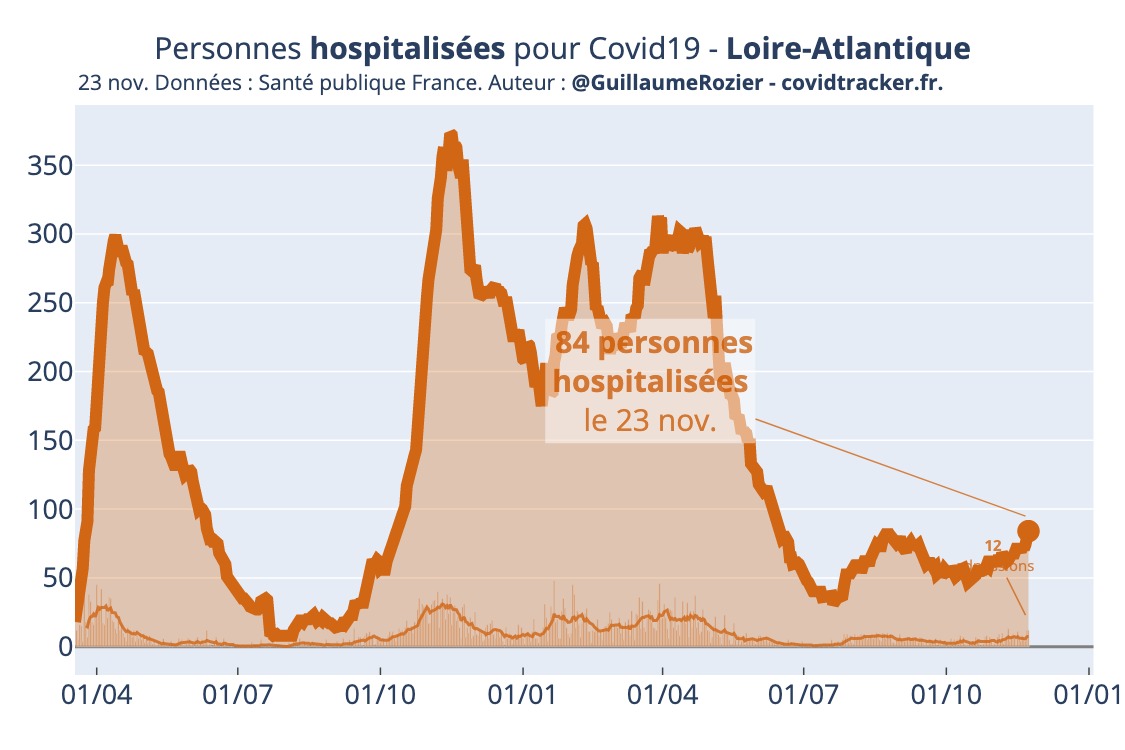 Personnes hospitalisées pour Covid19 - Loire-Atlantique
23 nov. Données : Santé publique France. Auteur : @GuillaumeRozier - covidtracker.fr.
350
300
250
200
150
100
50
0
84 personnes
hospitalisées
le 23 nov.
12
01/04 01/07 01/10 01/01 01/04 01/07 01/10 01/01